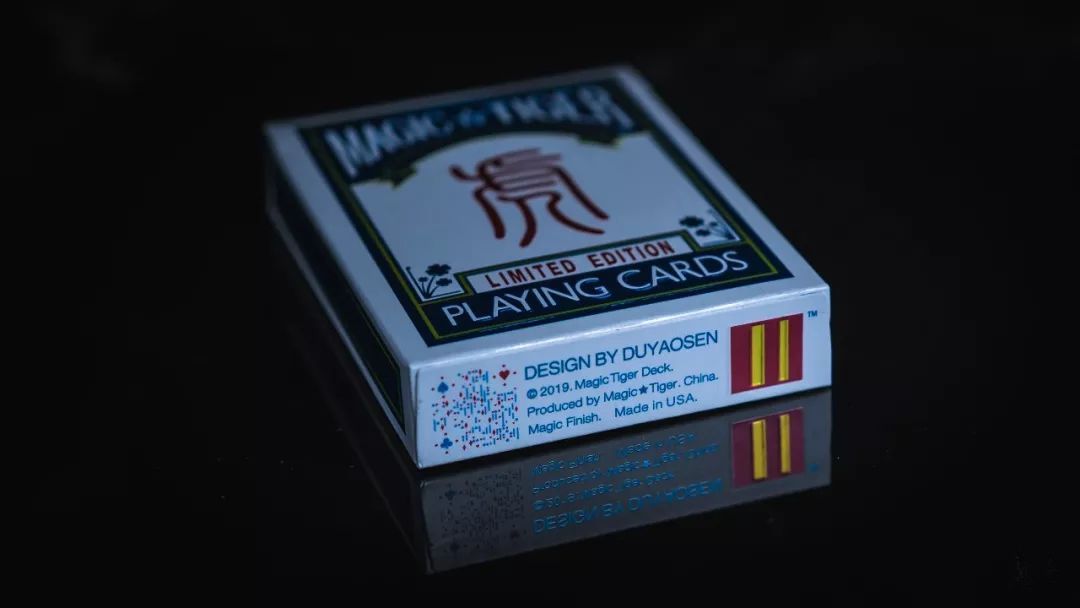 MAGIC★TIGER
虎
LIMITED EDITION
PLAYING CARDS
DESIGN BY DUYAOSEN
© 2019. Magic Tiger Deck.
Produced by Magic★Tiger. China.
Magic Finish. Made in USA.
TM